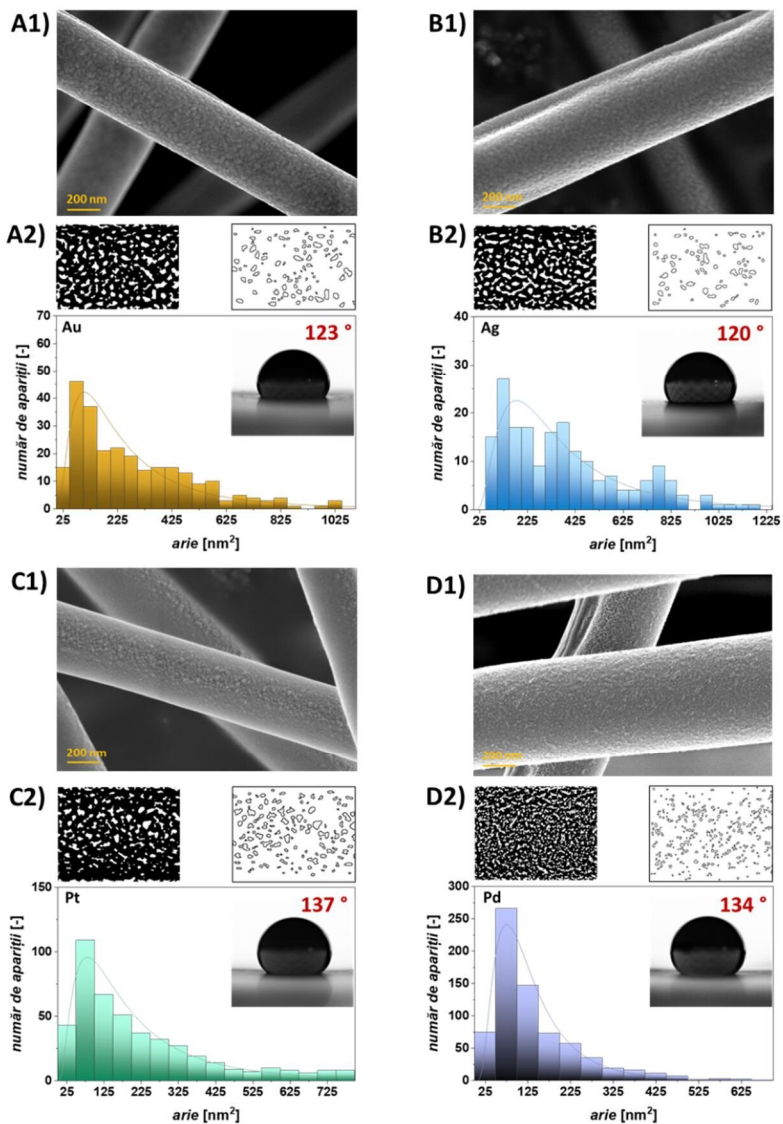 A1)
200 nm
B1)
200 nm
A2)
Au
123 °
70
60
50
40
30
20
10
0
25 225 425 625 825 1025
număr de apariții [-]
arie [nm²]
B2)
Ag
120 °
40
30
20
10
0
25 225 425 625 825 1025 1225
număr de apariții [-]
arie [nm²]
C1)
200 nm
D1)
200 nm
C2)
Pt
137 °
150
100
50
0
25 125 225 325 425 525 625 725
număr de apariții [-]
arie [nm²]
D2)
Pd
134 °
300
250
200
150
100
50
0
25 125 225 325 425 525 625
număr de apariții [-]
arie [nm²]